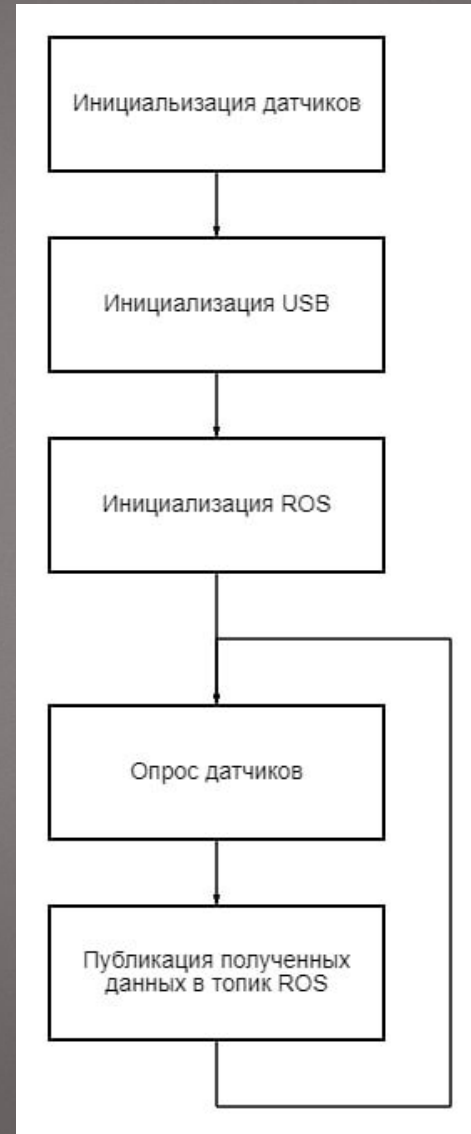 Инициальизация датчиков
Инициализация USB
Инициализация ROS
Опрос датчиков
Публикация полученных
данных в топик ROS